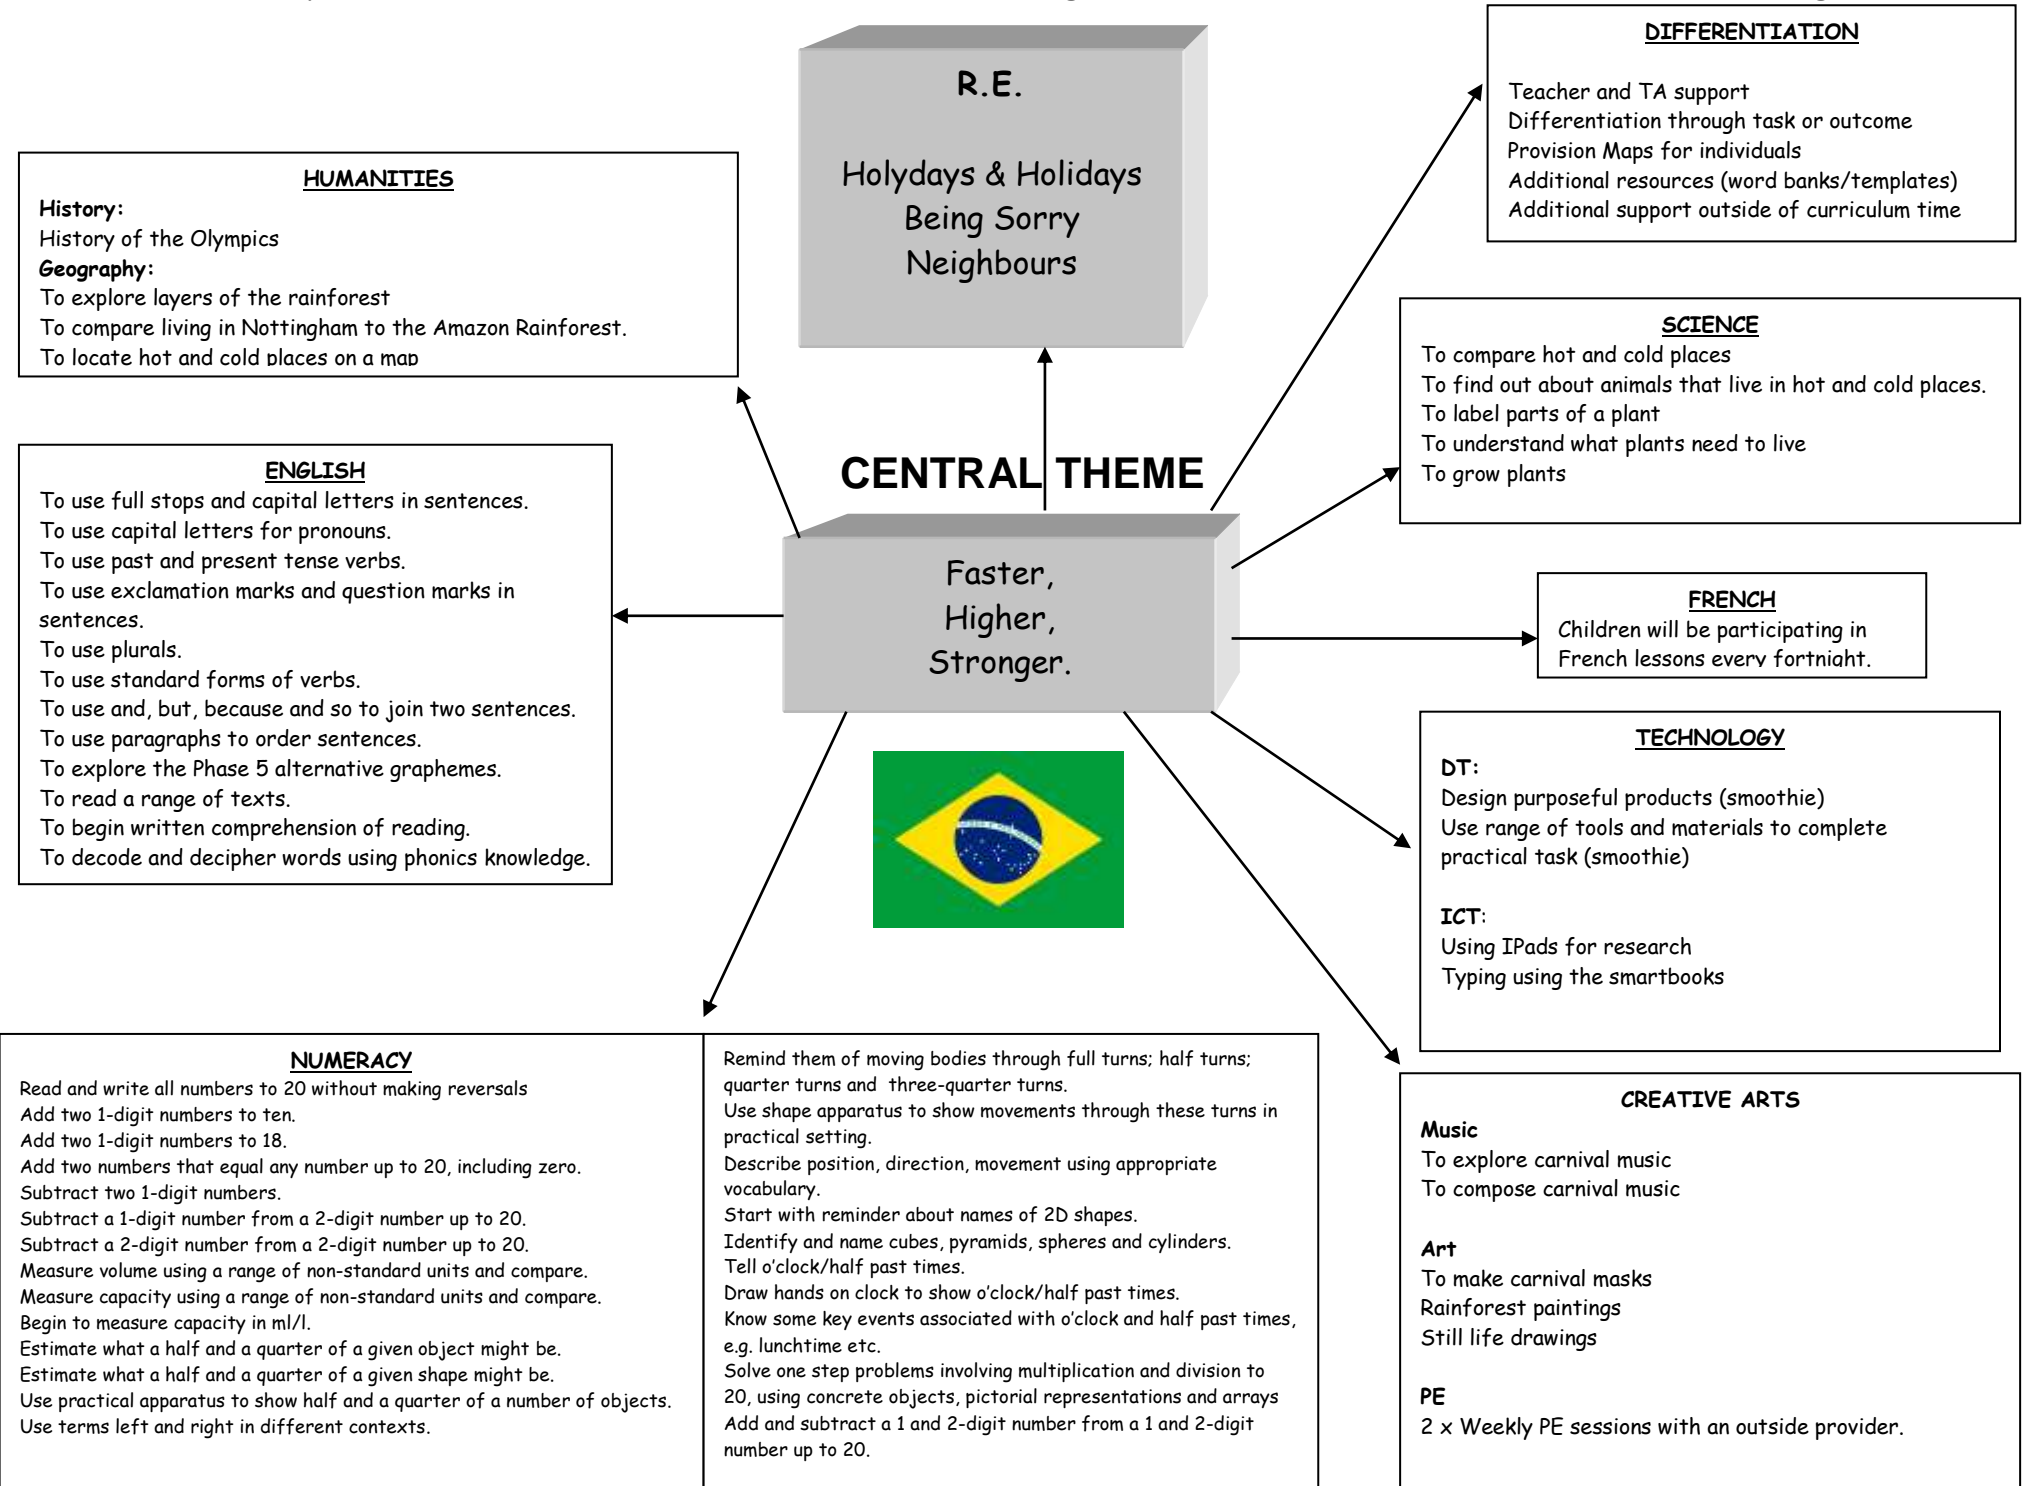 R.E.
Holydays & Holidays
Being Sorry
Neighbours
DIFFERENTIATION
Teacher and TA support
Differentiation through task or outcome
Provision Maps for individuals
Additional resources (word banks/templates)
Additional support outside of curriculum time
HUMANITIES
History:
History of the Olympics
Geography:
To explore layers of the rainforest
To compare living in Nottingham to the Amazon Rainforest.
To locate hot and cold places on a map
SCIENCE
To compare hot and cold places
To find out about animals that live in hot and cold places.
To label parts of a plant
To understand what plants need to live
To grow plants
ENGLISH
To use full stops and capital letters in sentences.
To use capital letters for pronouns.
To use past and present tense verbs.
To use exclamation marks and question marks in
sentences.
To use plurals.
To use standard forms of verbs.
To use and, but, because and so to join two sentences.
To use paragraphs to order sentences.
To explore the Phase 5 alternative graphemes.
To read a range of texts.
To begin written comprehension of reading.
To decode and decipher words using phonics knowledge.
CENTRAL THEME
Faster,
Higher,
Stronger.
FRENCH
Children will be participating in
French lessons every fortnight.
TECHNOLOGY
DT:
Design purposeful products (smoothie)
Use range of tools and materials to complete
practical task (smoothie)
ICT:
Using IPads for research
Typing using the smartbooks
NUMERACY
Read and write all numbers to 20 without making reversals
Add two 1-digit numbers to ten.
Add two 1-digit numbers to 18.
Add two numbers that equal any number up to 20, including zero.
Subtract two 1-digit numbers.
Subtract a 1-digit number from a 2-digit number up to 20.
Subtract a 2-digit number from a 2-digit number up to 20.
Measure volume using a range of non-standard units and compare.
Measure capacity using a range of non-standard units and compare.
Begin to measure capacity in ml/l.
Estimate what a half and a quarter of a given object might be.
Estimate what a half and a quarter of a given shape might be.
Use practical apparatus to show half and a quarter of a number of objects.
Use terms left and right in different contexts.
Remind them of moving bodies through full turns; half turns;
quarter turns and three-quarter turns.
Use shape apparatus to show movements through these turns in
practical setting.
Describe position, direction, movement using appropriate
vocabulary.
Start with reminder about names of 2D shapes.
Identify and name cubes, pyramids, spheres and cylinders.
Tell o'clock/half past times.
Draw hands on clock to show o'clock/half past times.
Know some key events associated with o'clock and half past times,
e.g. lunchtime etc.
Solve one step problems involving multiplication and division to
20, using concrete objects, pictorial representations and arrays
Add and subtract a 1 and 2-digit number from a 1 and 2-digit
number up to 20.
CREATIVE ARTS
Music
To explore carnival music
To compose carnival music
Art
To make carnival masks
Rainforest paintings
Still life drawings
PE
2 x Weekly PE sessions with an outside provider.